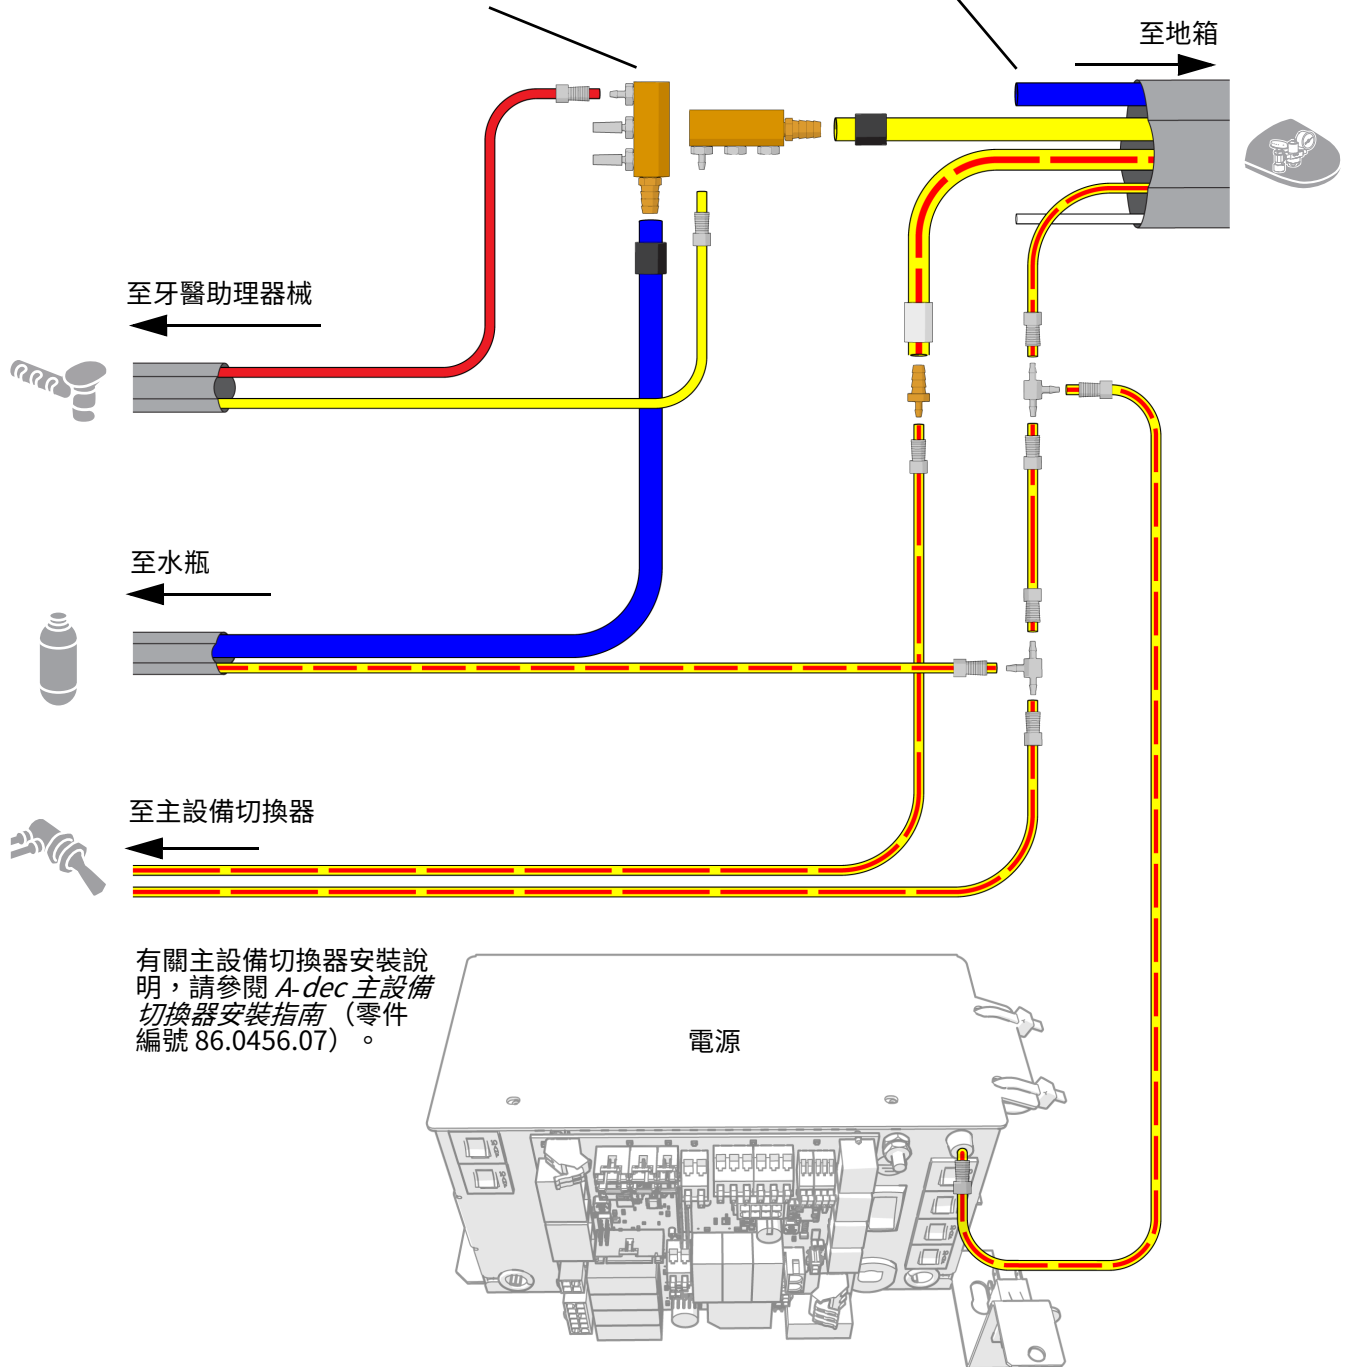 至地箱
至牙醫助理器械
至水瓶
至主設備切換器
有關主設備切換器安裝說
明，請參閱 A-dec 主設備
切換器安裝指南（零件
編號 86.0456.07）。
電源